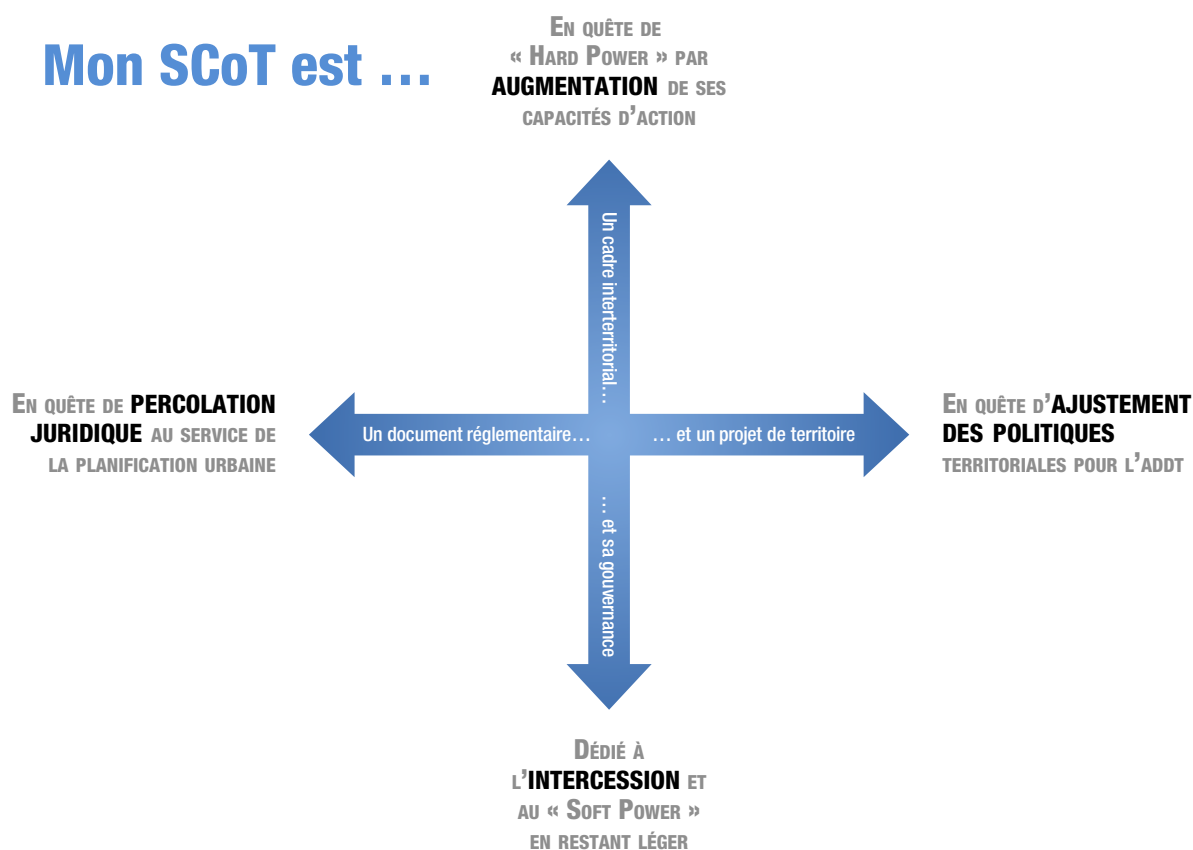 Mon SCoT est …
En quête de
« Hard Power » par
AUGMENTATION de ses
capacités d'action
Un cadre interterritorial…
En quête de PERCOLATION
JURIDIQUE au service de
la planification urbaine
Un document réglementaire…
… et un projet de territoire
En quête d'AJUSTEMENT
DES POLITIQUES
territoriales pour l'addt
… et sa gouvernance
Dédié à
l'INTERCESSION et
au « Soft Power »
en restant léger